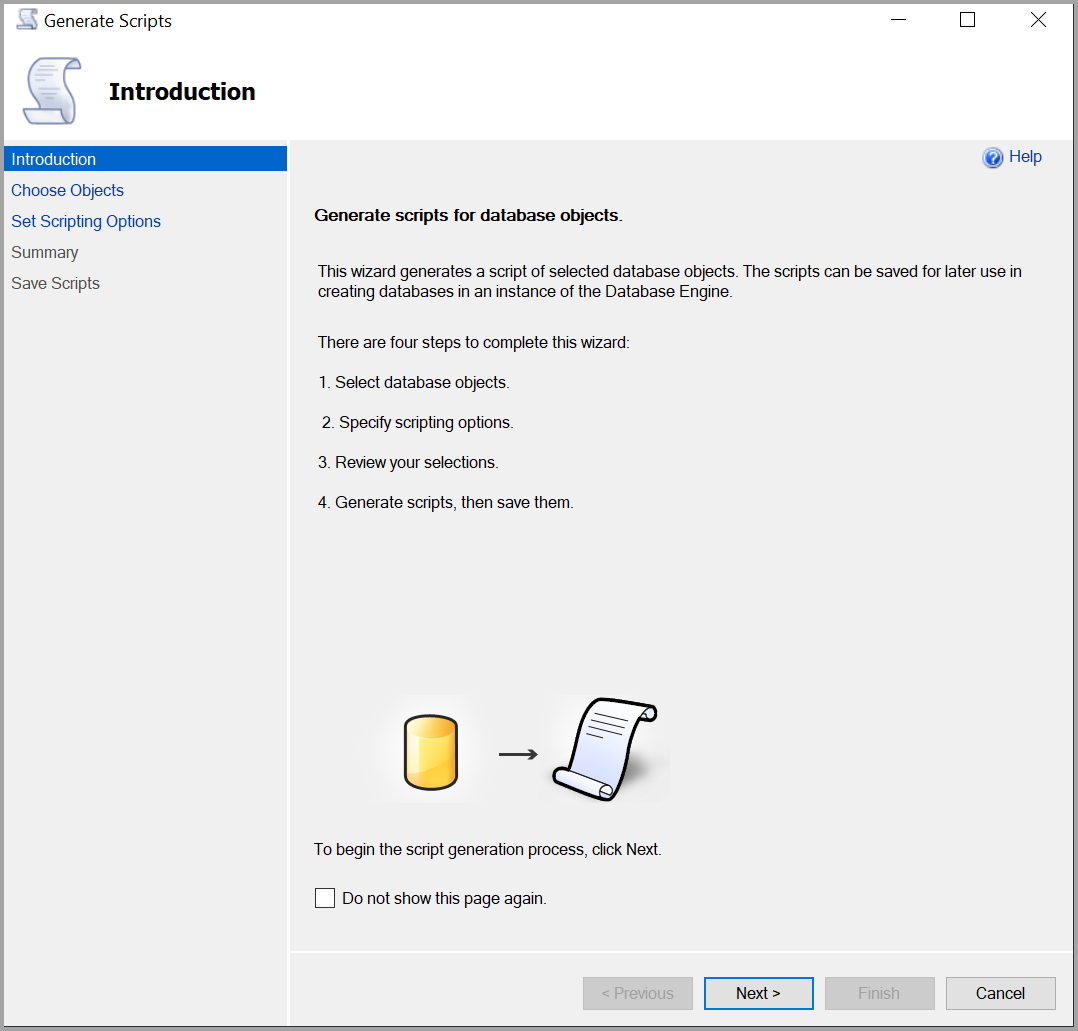 Generate Scripts
Introduction
Introduction
Choose Objects
Set Scripting Options
Summary
Save Scripts
Help
Generate scripts for database objects.
This wizard generates a script of selected database objects. The scripts can be saved for later use in
creating databases in an instance of the Database Engine.
There are four steps to complete this wizard:
1. Select database objects.
2. Specify scripting options.
3. Review your selections.
4. Generate scripts, then save them.
To begin the script generation process, click Next.
Do not show this page again.
< Previous
Next >
Finish
Cancel